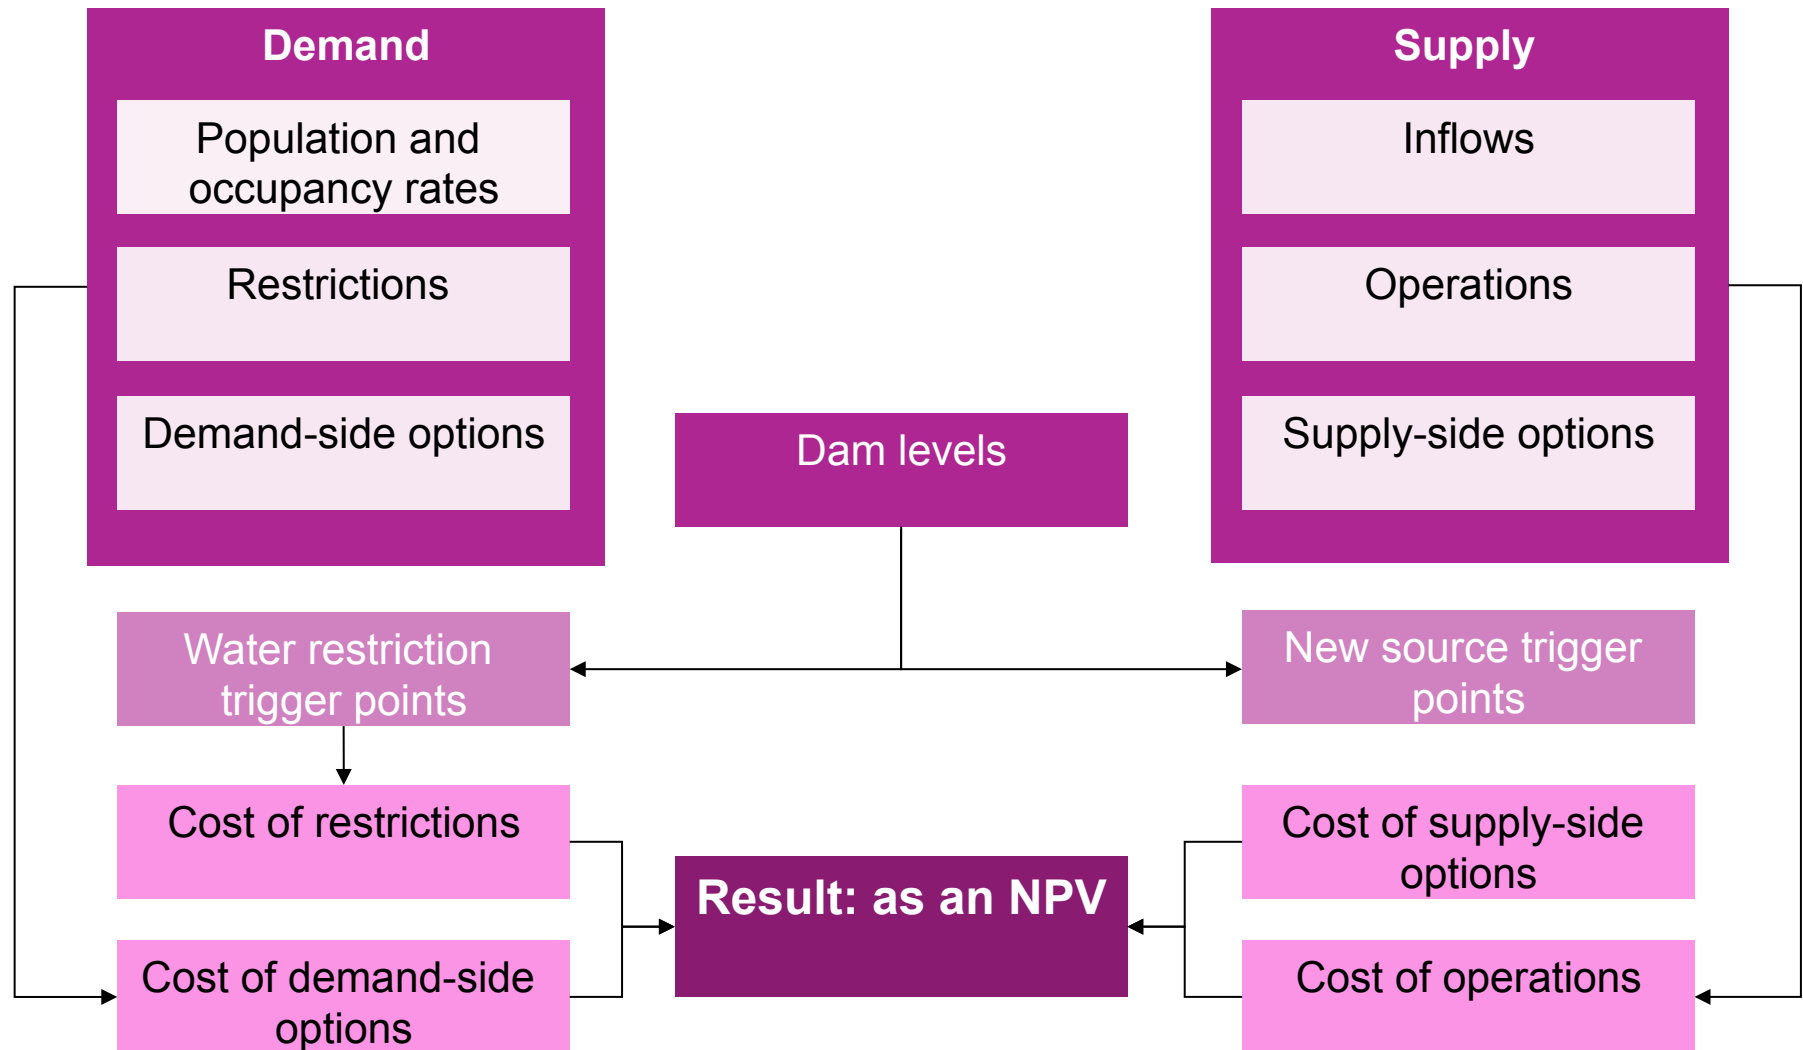 Demand
Population and
occupancy rates
Restrictions
Demand-side options
Supply
Inflows
Operations
Supply-side options
Dam levels
Water restriction
trigger points
New source trigger
points
Cost of restrictions
Cost of demand-side
options
Result: as an NPV
Cost of supply-side
options
Cost of operations